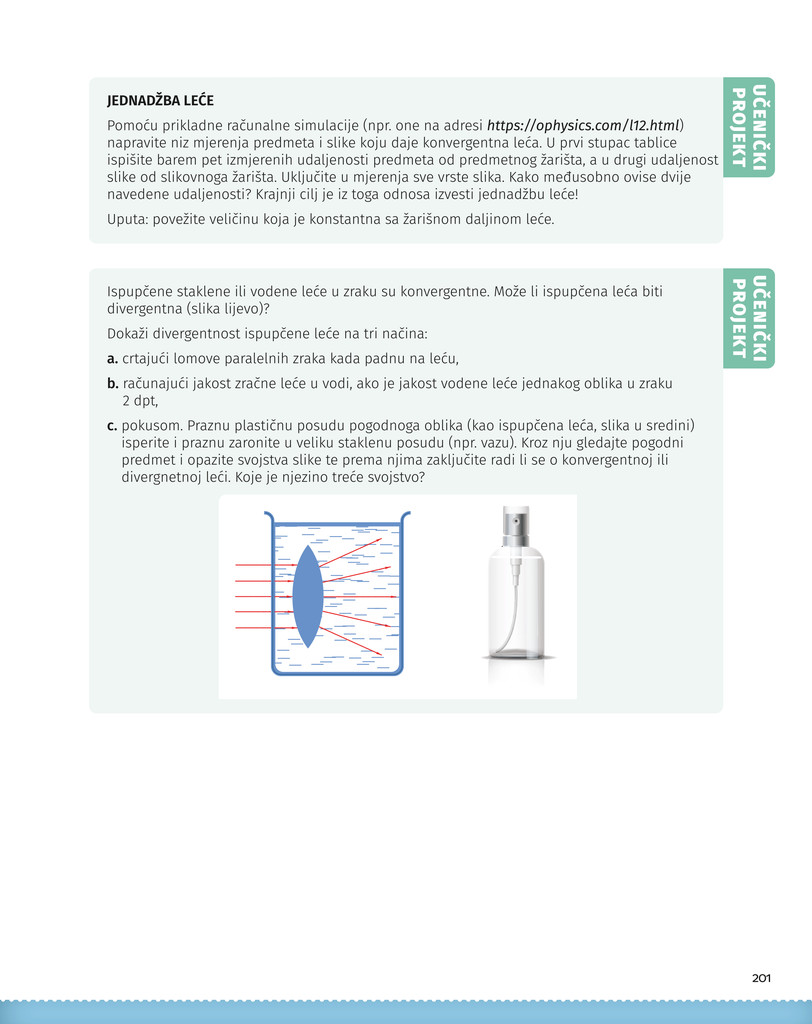 JEDNADŽBA LEĆE
Pomoću prikladne računalne simulacije (npr. one na adresi https://ophysics.com/l12.html)
napravite niz mjerenja predmeta i slike koju daje konvergentna leća. U prvi stupac tablice
ispišite barem pet izmjerenih udaljenosti predmeta od predmetnog žarišta, a u drugi udaljenost
slike od slikovnoga žarišta. Uključite u mjerenja sve vrste slika. Kako međusobno ovise dvije
navedene udaljenosti? Krajnji cilj je iz toga odnosa izvesti jednadžbu leće!
Uputa: povežite veličinu koja je konstantna sa žarišnom daljinom leće.
UČENIČKI
PROJEKT
Ispupčene staklene ili vodene leće u zraku su konvergentne. Može li ispupčena leća biti
divergentna (slika lijevo)?
Dokaži divergentnost ispupčene leće na tri načina:
a. crtajući lomove paralelnih zraka kada padnu na leću,
b. računajući jakost zračne leće u vodi, ako je jakost vodene leće jednakog oblika u zraku
2 dpt,
c. pokusom. Praznu plastičnu posudu pogodnoga oblika (kao ispupčena leća, slika u sredini)
isperite i praznu zaronite u veliku staklenu posudu (npr. vazu). Kroz nju gledajte pogodni
predmet i opazite svojstva slike te prema njima zaključite radi li se o konvergentnoj ili
divergnetnoj leći. Koje je njezino treće svojstvo?
UČENIČKI
PROJEKT
201